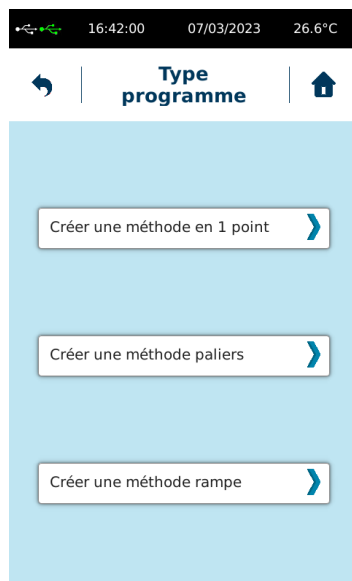 16:42:00 07/03/2023 26.6°C
Type
programme
Créer une méthode en 1 point
Créer une méthode paliers
Créer une méthode rampe